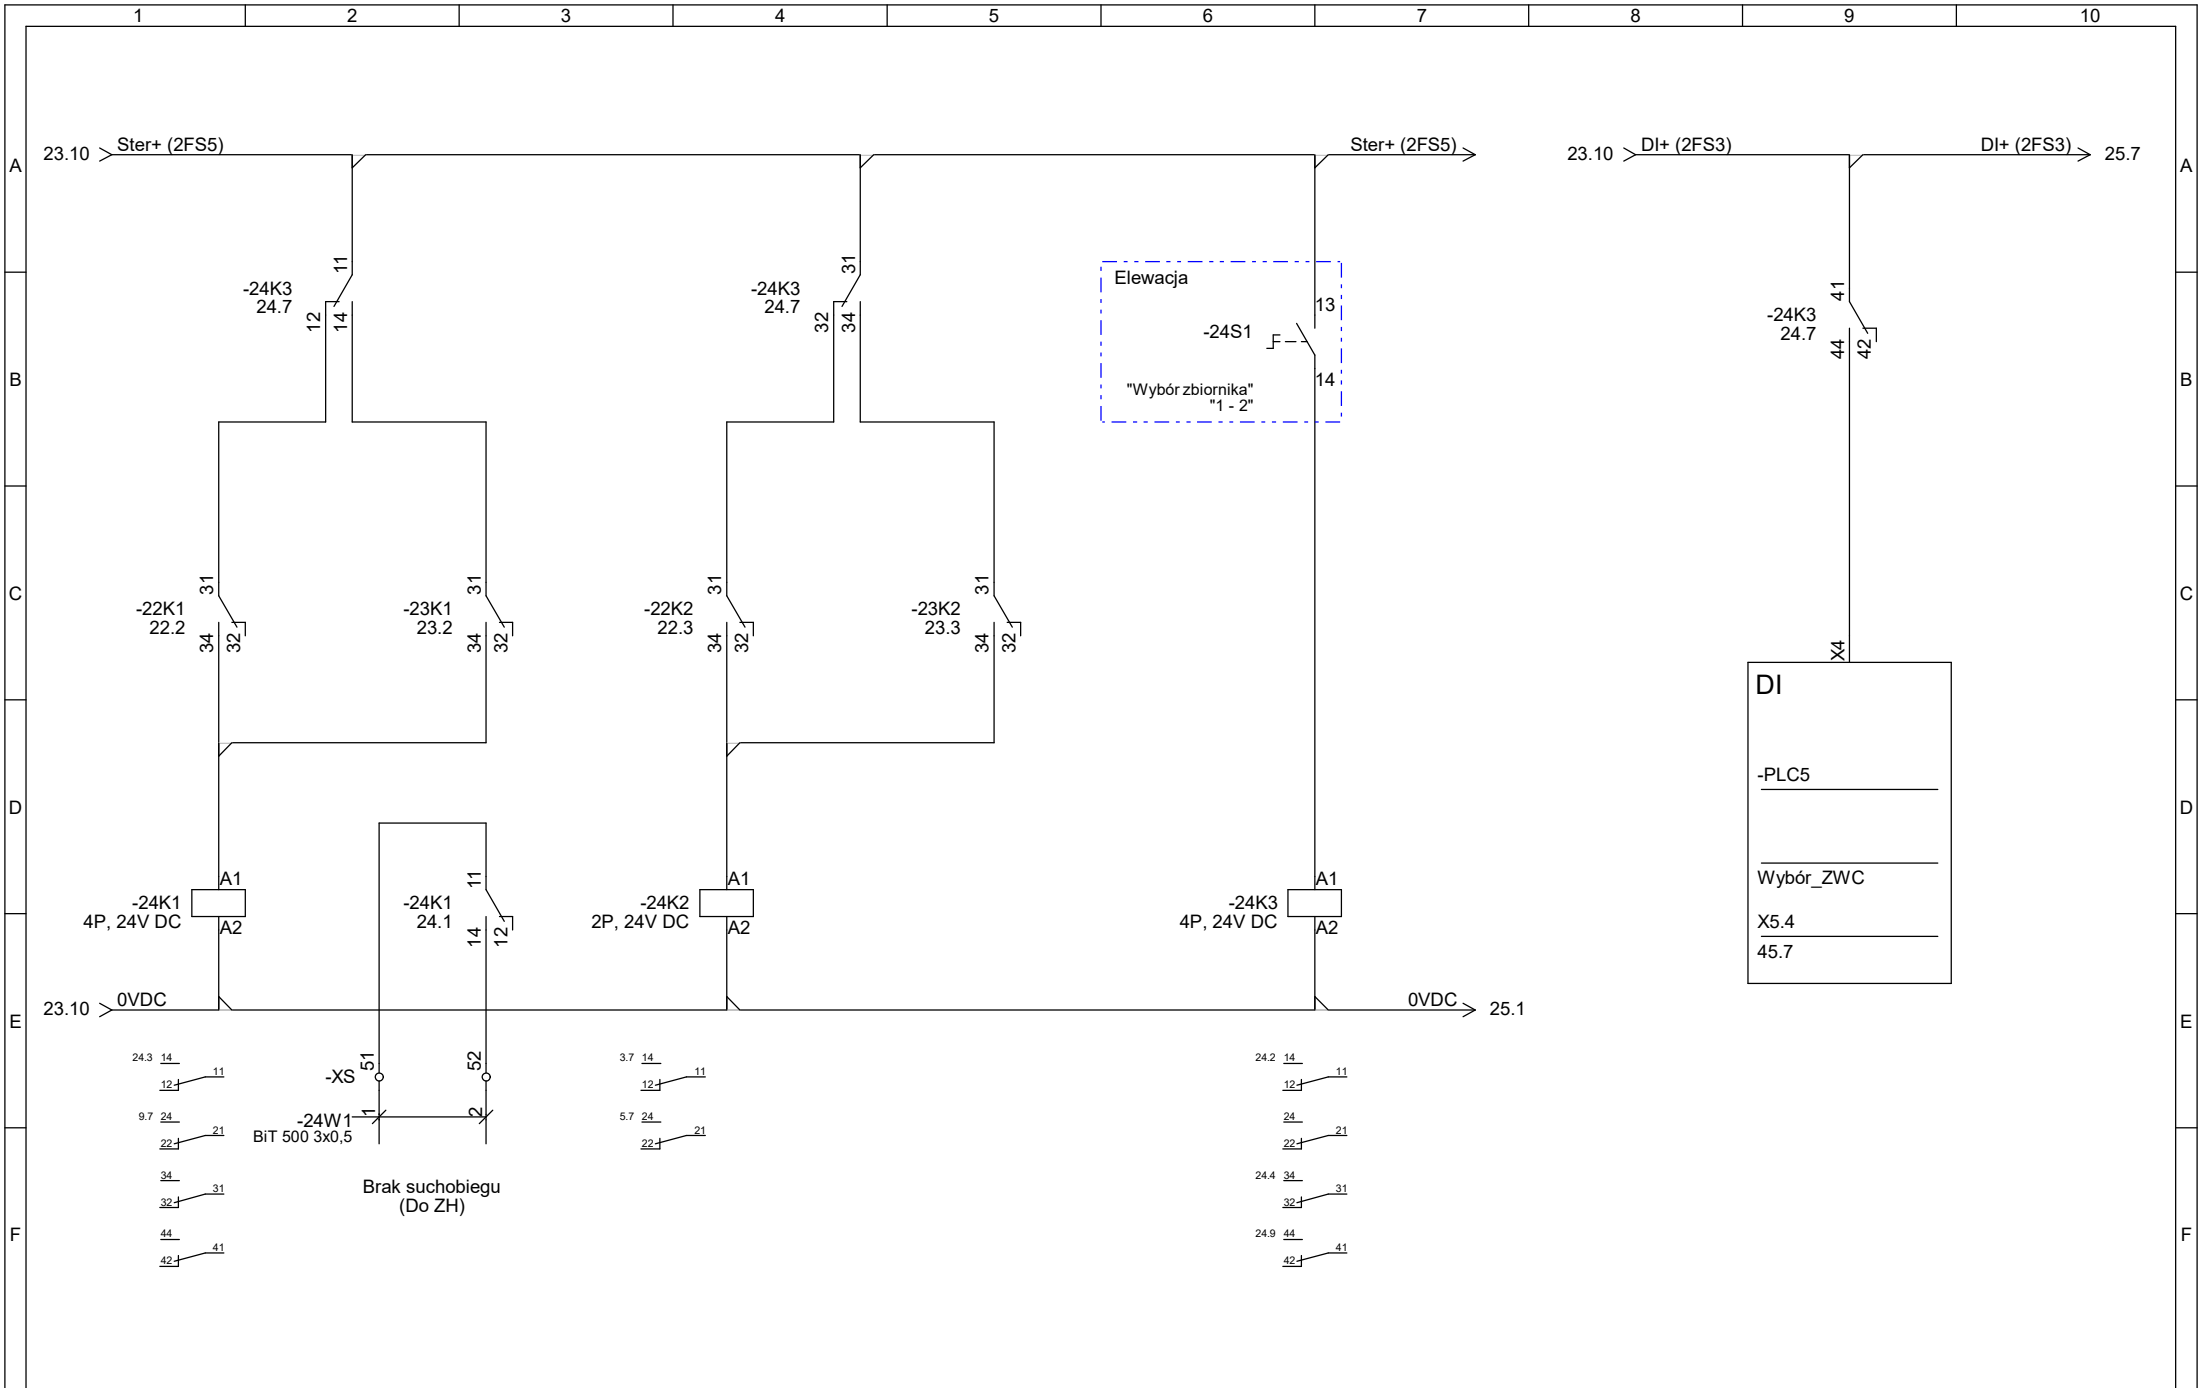 1 2 3 4 5 6 7 8 9 10
A
B
C
D
E
F
A
B
C
D
E
F
23.10 Ster+ (2FS5)
Ster+ (2FS5)
23.10 DI+ (2FS3)
DI+ (2FS3) 25.7
11
-24K3
24.7
12 14
31
-24K3
24.7
32 34
Elewacja
13
-24S1
14
"Wybór zbiornika"
"1 - 2"
41
-24K3
24.7
44 42
31
-22K1
22.2
34 32
31
-23K1
23.2
34 32
31
-22K2
22.3
34 32
31
-23K2
23.3
34 32
X4
DI
-PLC5
Wybór_ZWC
X5.4
45.7
A1
-24K1
4P, 24V DC
A2
11
-24K1
24.1
14 12
A1
-24K2
2P, 24V DC
A2
A1
-24K3
4P, 24V DC
A2
23.10 0VDC
0VDC 25.1
51 52
-XS
1 2
-24W1
BiT 500 3x0,5
Brak suchobiegu
(Do ZH)
24.3 14
12 11
9.7 24
22 21
34
32 31
44
42 41
3.7 14
12 11
5.7 24
22 21
24.2 14
12 11
24
22 21
24.4 34
32 31
24.9 44
42 41